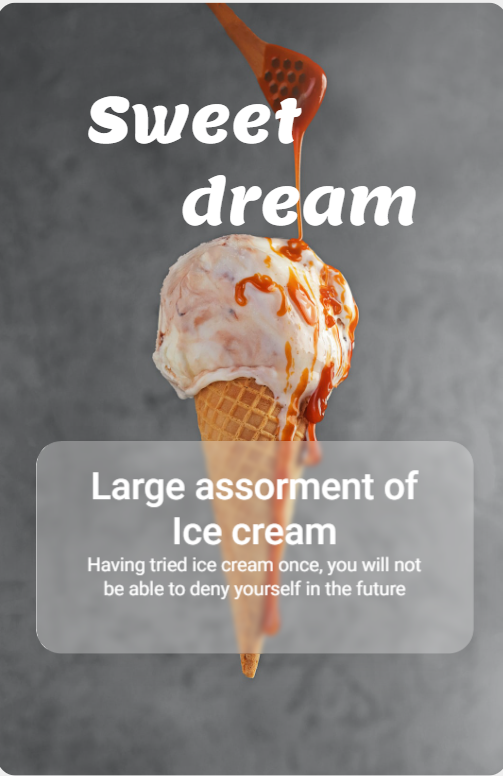 Sweet
dream
Large assorment of
Ice cream
Having tried ice cream once, you will not
be able to deny yourself in the future